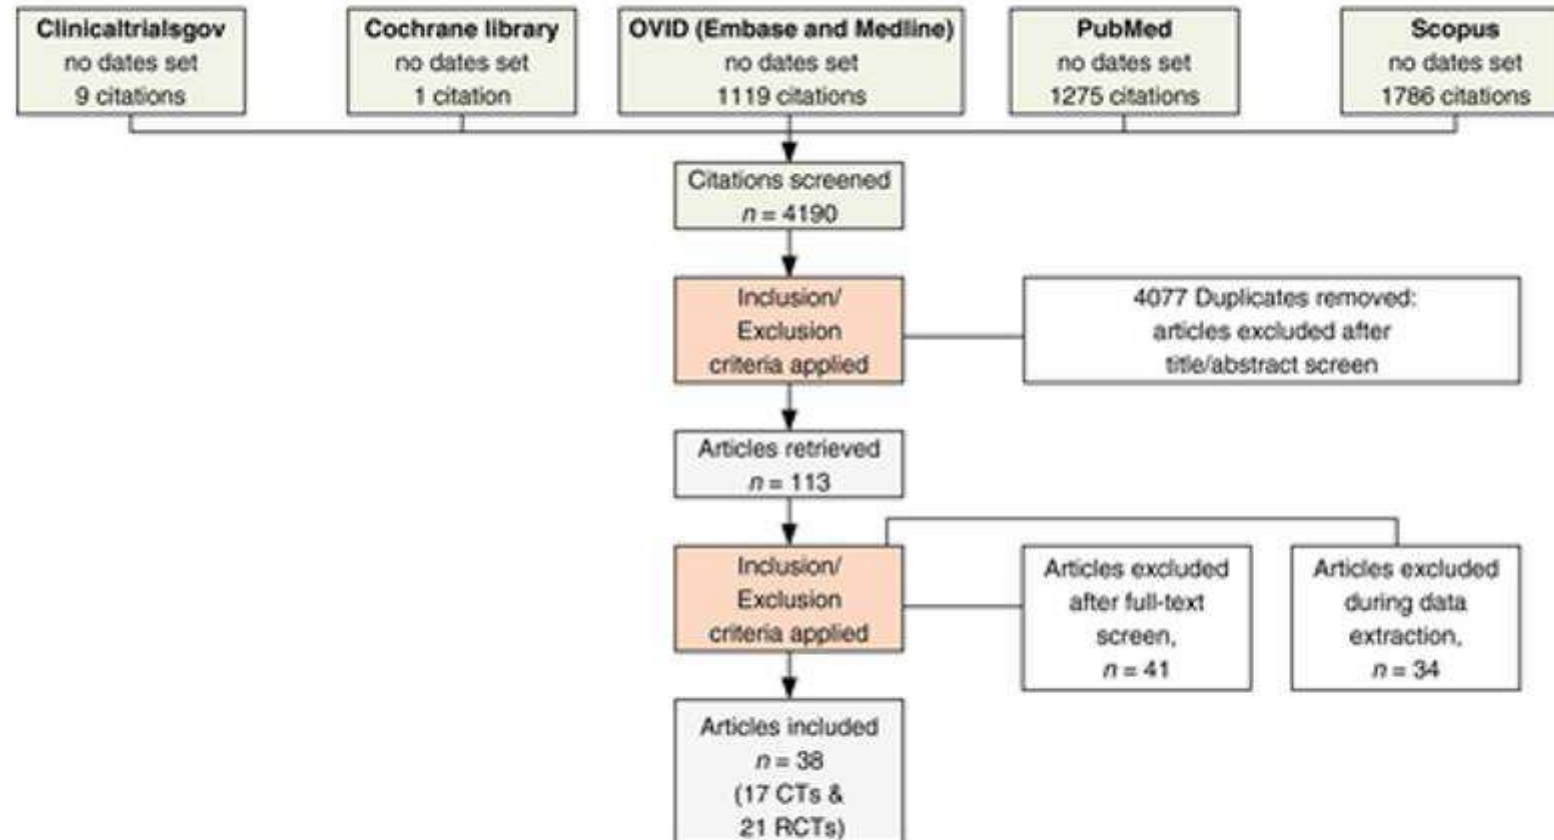 Clinicaltrialsgov
no dates set
9 citations
Cochrane library
no dates set
1 citation
OVID (Embase and Medline)
no dates set
1119 citations
PubMed
no dates set
1275 citations
Scopus
no dates set
1786 citations
Citations screened
n = 4190
Inclusion/
Exclusion
criteria applied
4077 Duplicates removed:
articles excluded after
title/abstract screen
Articles retrieved
n = 113
Inclusion/
Exclusion
criteria applied
Articles excluded
after full-text
screen,
n = 41
Articles excluded
during data
extraction,
n = 34
Articles included
n = 38
(17 CTs &
21 RCTs)